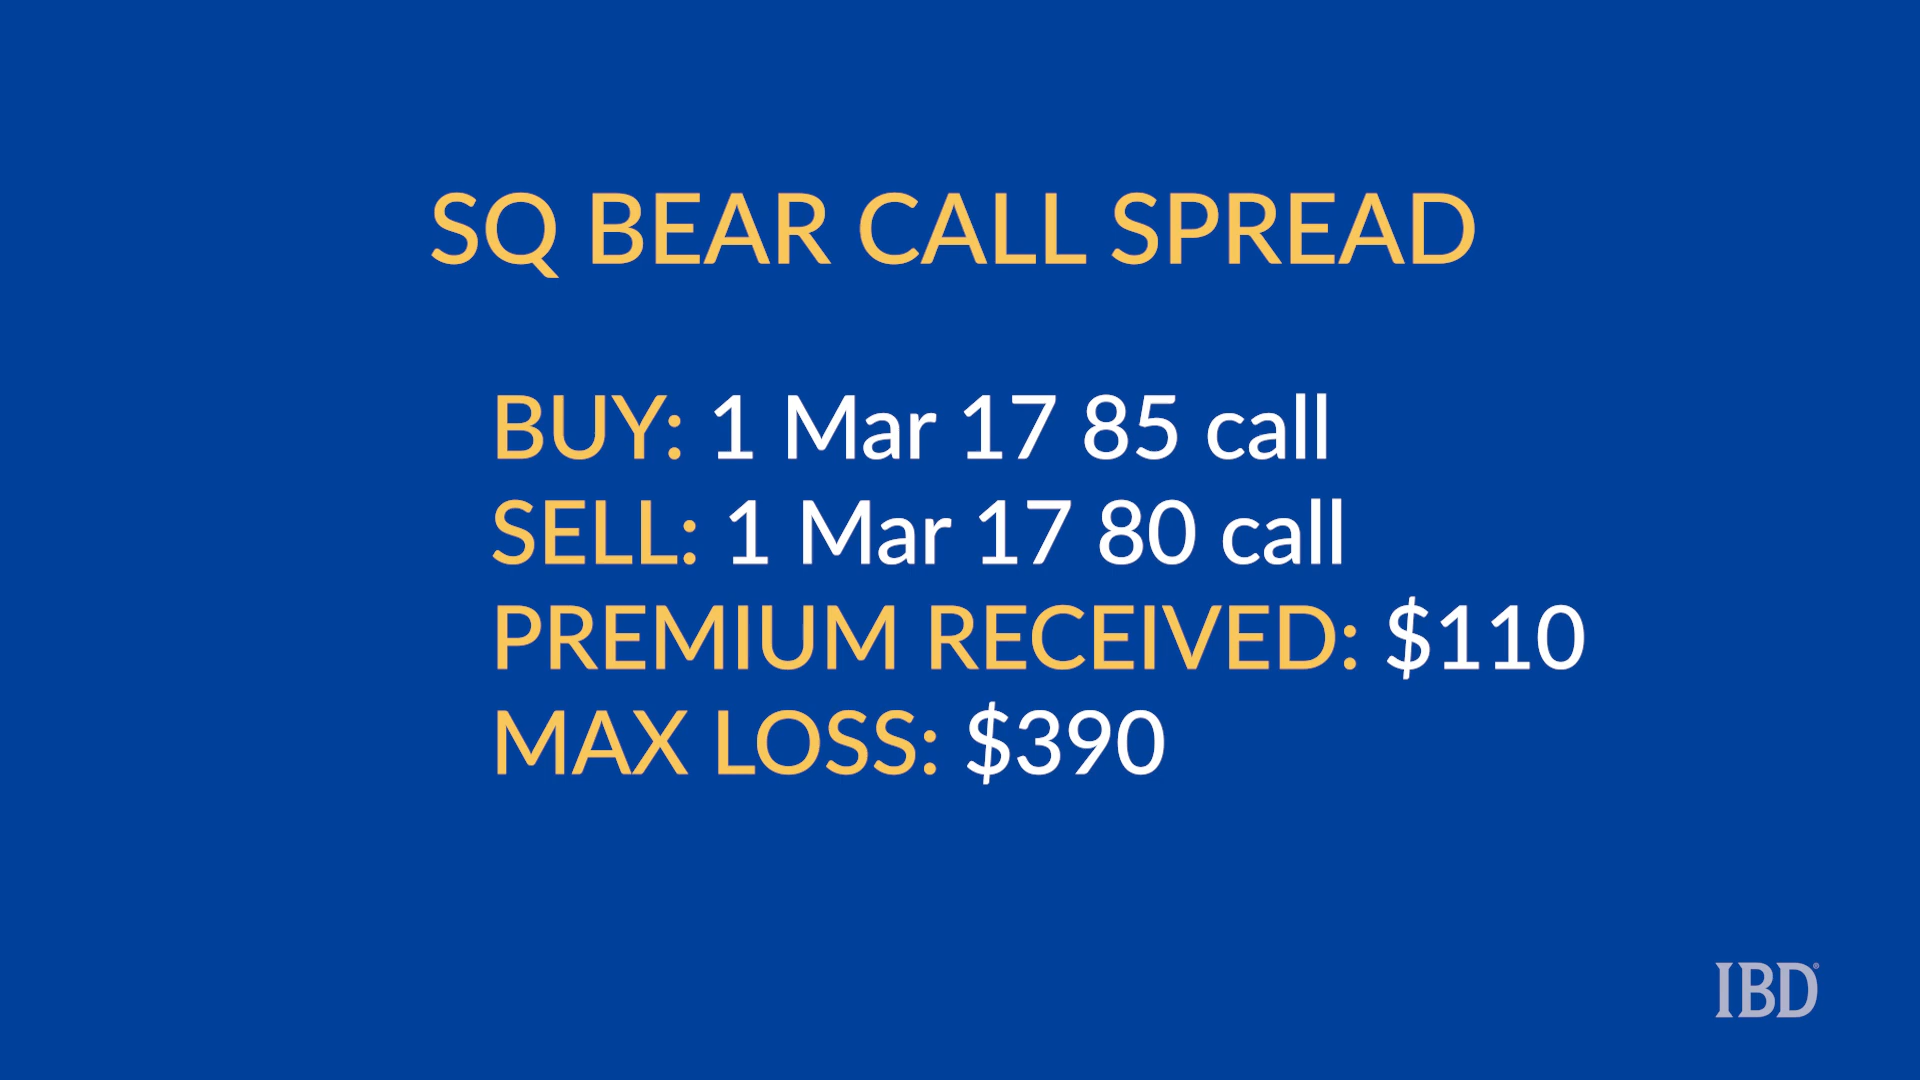 SQ BEAR CALL SPREAD
BUY: 1 Mar 17 85 call
SELL: 1 Mar 17 80 call
PREMIUM RECEIVED: $110
MAX LOSS: $390
IBD®